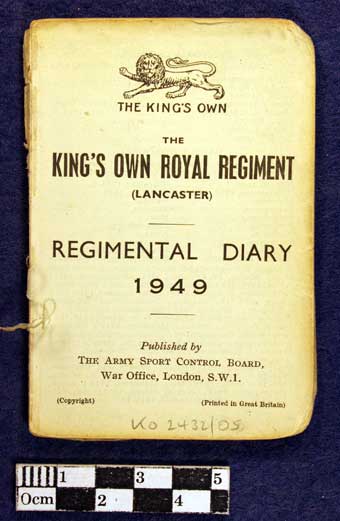 THE KING'S OWN
THE
KING'S OWN ROYAL REGIMENT
(LANCASTER)
REGIMENTAL DIARY
1949
Published by
THE ARMY SPORT CONTROL BOARD,
War Office, London, S.W.1.
(Copyright) (Printed in Great Britain)
KO 2432/05
1 3 5
0cm 2 4